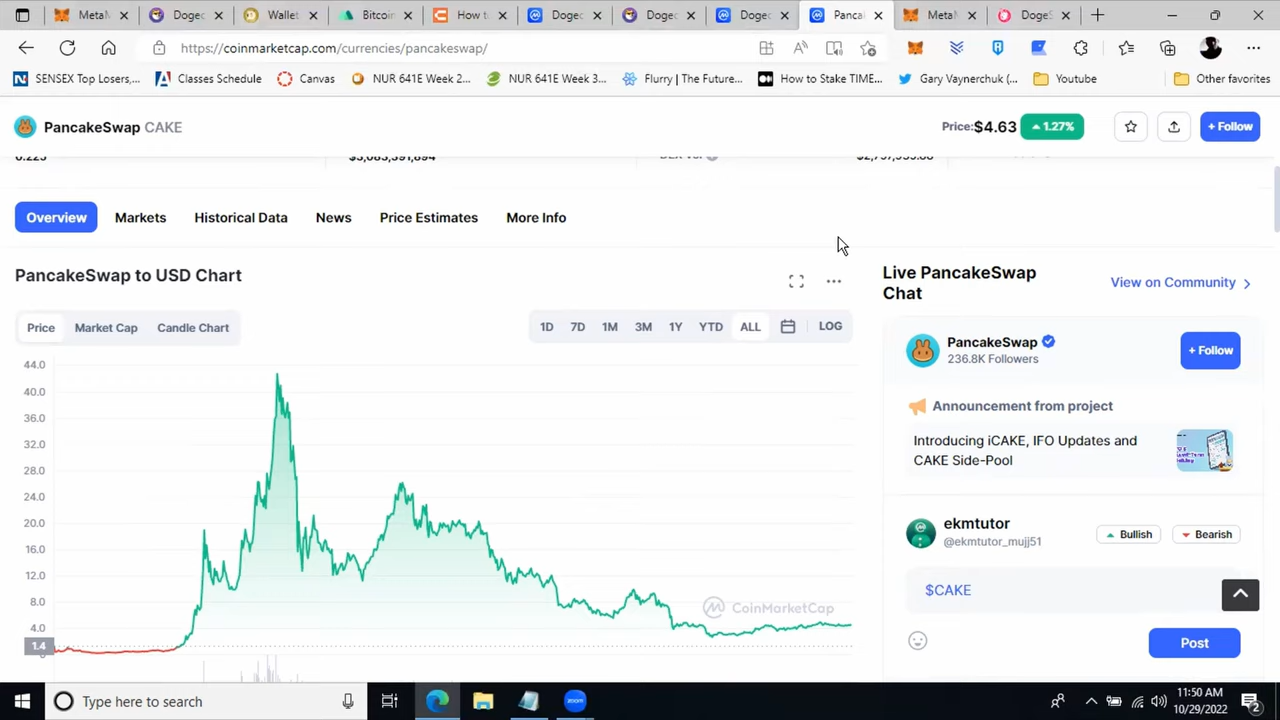 MetaM
Dogec
Wallet
Bitcoin
How to
Dogec
Dogec
Dogec
Panca
MetaM
DogeS
https://coinmarketcap.com/currencies/pancakeswap/
SENSEX Top Losers,...
Classes Schedule
Canvas
NUR 641E Week 2...
NUR 641E Week 3...
Flurry | The Future...
How to Stake TIME...
Gary Vaynerchuk (...
Youtube
Other favorites
PancakeSwap CAKE
Price:$4.63 1.27%
+ Follow
Overview
Markets
Historical Data
News
Price Estimates
More Info
PancakeSwap to USD Chart
Price
Market Cap
Candle Chart
1D
7D
1M
3M
1Y
YTD
ALL
LOG
44.0
40.0
36.0
32.0
28.0
24.0
20.0
16.0
12.0
8.0
4.0
1.4
0
CoinMarketCap
Live PancakeSwap
Chat
View on Community
PancakeSwap
236.8K Followers
+ Follow
Announcement from project
Introducing iCAKE, IFO Updates and
CAKE Side-Pool
ekmtutor
@ekmtutor_mujj51
Bullish
Bearish
$CAKE
Post
Type here to search
zoom
11:50 AM
10/29/2022
2